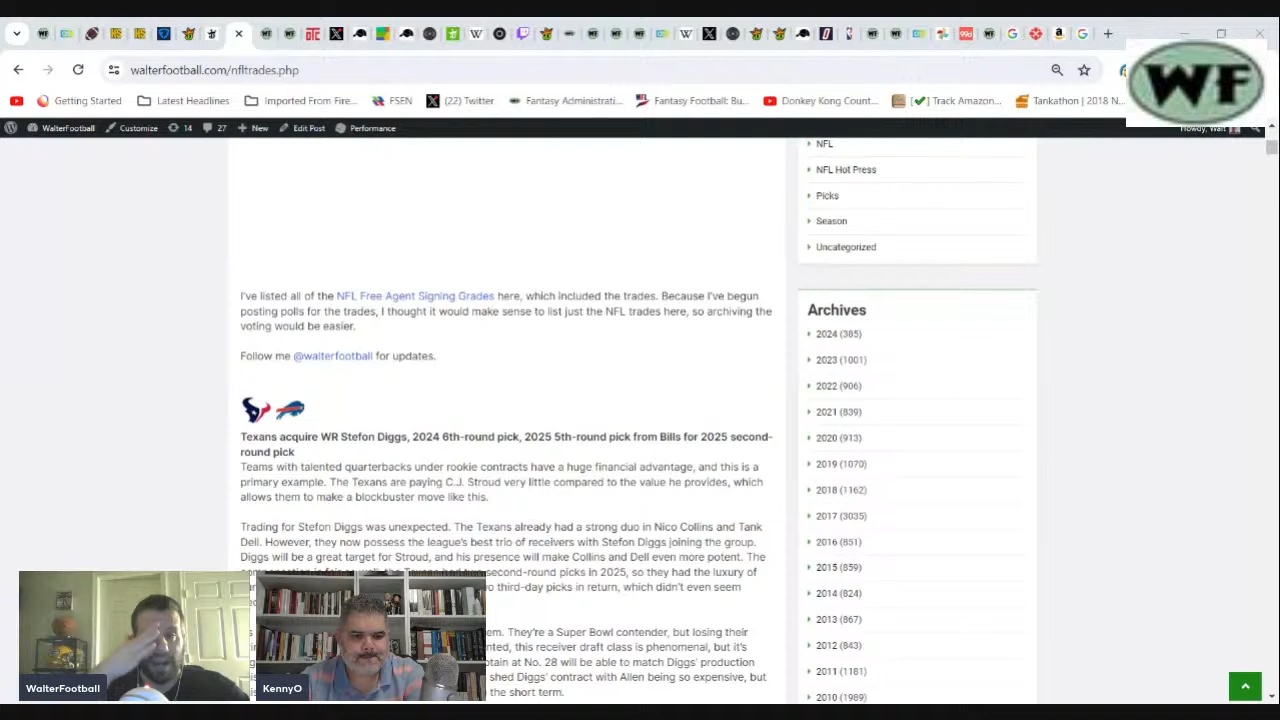 walterfootball.com/nfltrades.php
WF
Getting Started
Latest Headlines
Imported From Fire...
FSEN
(22) Twitter
Fantasy Administrati...
Fantasy Football: Bu...
Donkey Kong Count...
Track Amazon...
Tankathon | 2018 N...
WalterFootball
Customize
14
27
New
Edit Post
Performance
Howdy, Walt
NFL
NFL Hot Press
Picks
Season
Uncategorized
I've listed all of the NFL Free Agent Signing Grades here, which included the trades. Because I've begun
posting polls for the trades, I thought it would make sense to list just the NFL trades here, so archiving the
voting would be easier.
Follow me @walterfootball for updates.
Texans acquire WR Stefon Diggs, 2024 6th-round pick, 2025 5th-round pick from Bills for 2025 second-
round pick
Teams with talented quarterbacks under rookie contracts have a huge financial advantage, and this is a
primary example. The Texans are paying C.J. Stroud very little compared to the value he provides, which
allows them to make a blockbuster move like this.
Trading for Stefon Diggs was unexpected. The Texans already had a strong duo in Nico Collins and Tank
Dell. However, they now possess the league's best trio of receivers with Stefon Diggs joining the group.
Diggs will be a great target for Stroud, and his presence will make Collins and Dell even more potent. The
second-round picks in 2025, so they had the luxury of
third-day picks in return, which didn't even seem
They're a Super Bowl contender, but losing their
this receiver draft class is phenomenal, but it's
at No. 28 will be able to match Diggs' production
Diggs' contract with Allen being so expensive, but
the short term.
Archives
2024 (385)
2023 (1001)
2022 (906)
2021 (839)
2020 (913)
2019 (1070)
2018 (1162)
2017 (3035)
2016 (851)
2015 (859)
2014 (824)
2013 (867)
2012 (843)
2011 (1181)
2010 (1989)
WalterFootball
KennyO